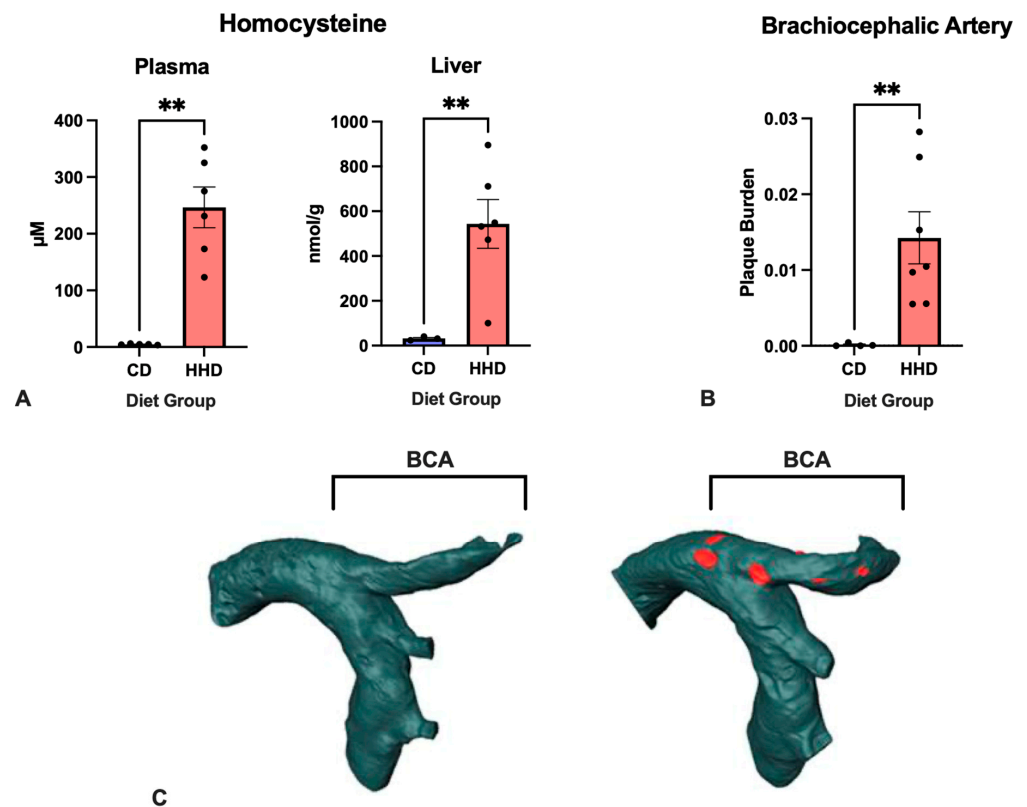 Homocysteine
Brachiocephalic Artery
Plasma
Liver
**
**
**
400
300
200
100
0
µM
CD
HHD
Diet Group
1000
800
600
400
200
0
nmol/g
CD
HHD
Diet Group
0.03
0.02
0.01
0.00
Plaque Burden
CD
HHD
Diet Group
A
B
BCA
BCA
C